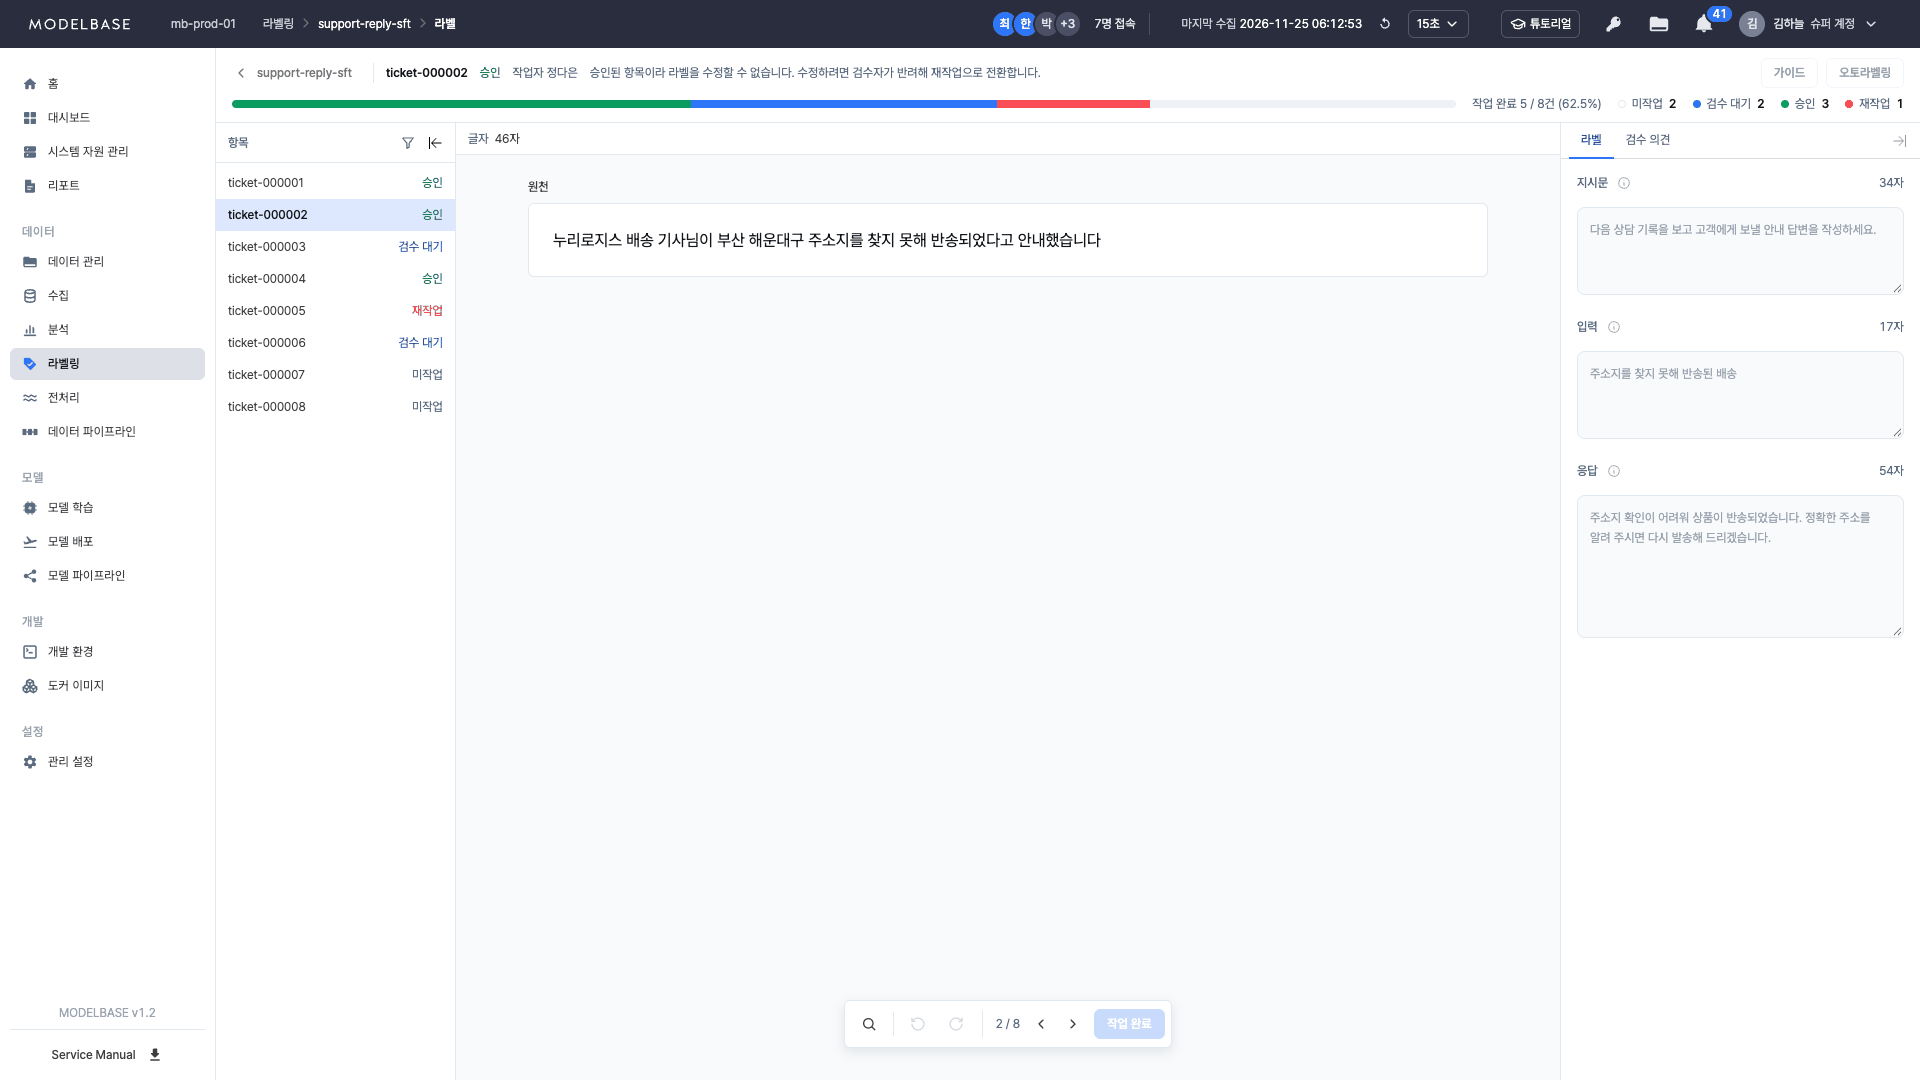 MODELBASE
mb-prod-01
라벨링 > support-reply-sft > 라벨
최 한 박 +3 7명 접속
마지막 수집 2026-11-25 06:12:53
15초
튜토리얼
41
김 김하늘 슈퍼 계정
홈
대시보드
시스템 자원 관리
리포트
데이터
데이터 관리
수집
분석
라벨링
전처리
데이터 파이프라인
모델
모델 학습
모델 배포
모델 파이프라인
개발
개발 환경
도커 이미지
설정
관리 설정
MODELBASE v1.2
Service Manual
support-reply-sft
ticket-000002 승인 작업자 정다은 승인된 항목이라 라벨을 수정할 수 없습니다. 수정하려면 검수자가 반려해 재작업으로 전환합니다.
가이드
오토라벨링
작업 완료 5 / 8건 (62.5%) 미작업 2 검수 대기 2 승인 3 재작업 1
항목
ticket-000001 승인
ticket-000002 승인
ticket-000003 검수 대기
ticket-000004 승인
ticket-000005 재작업
ticket-000006 검수 대기
ticket-000007 미작업
ticket-000008 미작업
글자 46자
원천
누리로지스 배송 기사님이 부산 해운대구 주소지를 찾지 못해 반송되었다고 안내했습니다
2 / 8
작업 완료
라벨 검수 의견
지시문 34자
다음 상담 기록을 보고 고객에게 보낼 안내 답변을 작성하세요.
입력 17자
주소지를 찾지 못해 반송된 배송
응답 54자
주소지 확인이 어려워 상품이 반송되었습니다. 정확한 주소를
알려 주시면 다시 발송해 드리겠습니다.